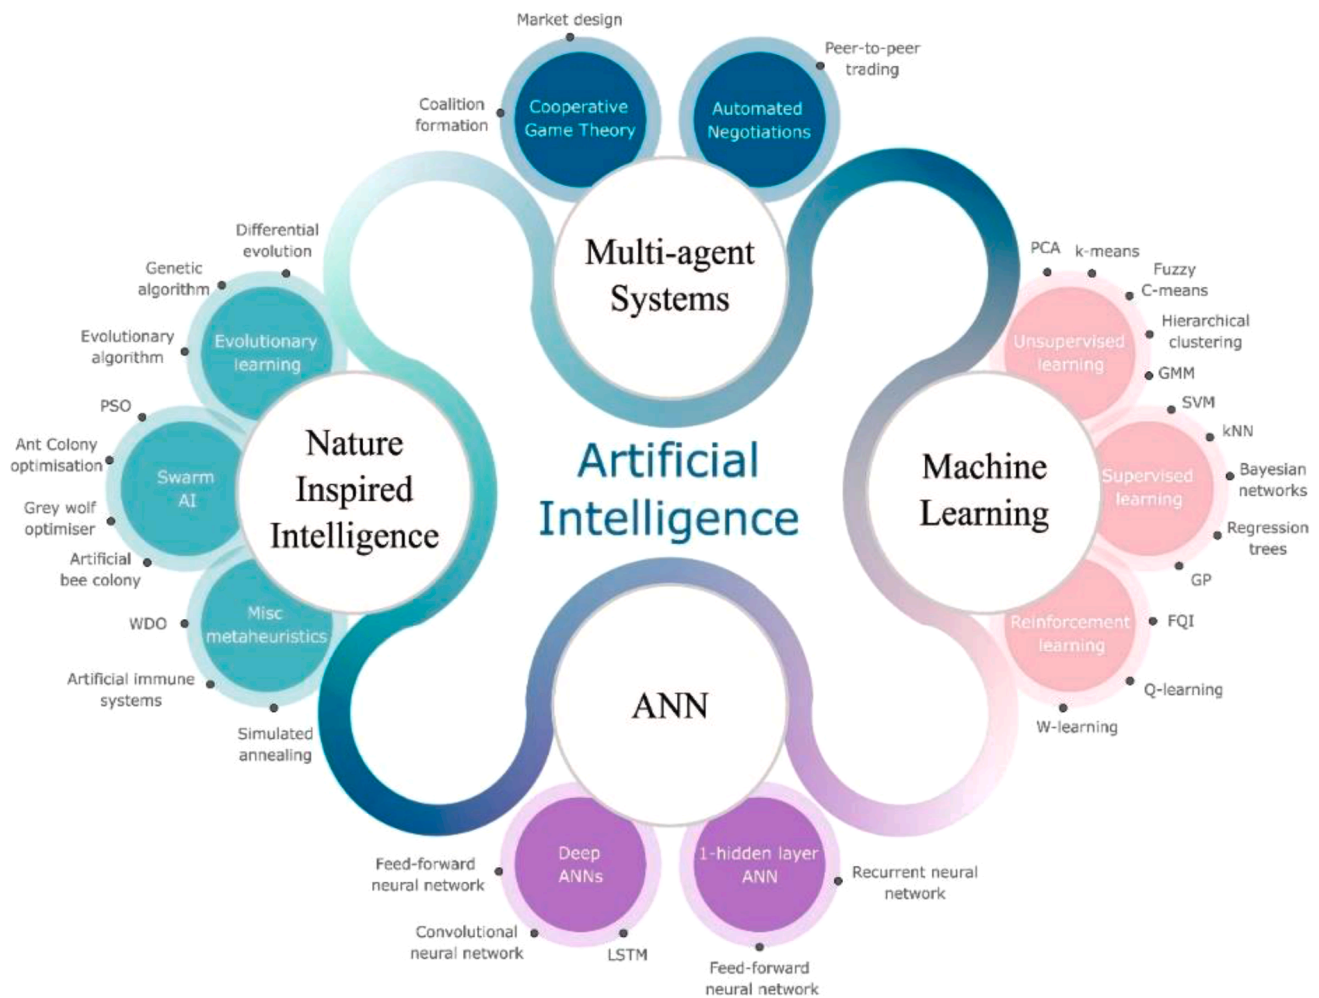 Market design
Peer-to-peer
trading
Coalition
formation
Cooperative
Game Theory
Automated
Negotiations
Multi-agent
Systems
Differential
evolution
Genetic
algorithm
Evolutionary
algorithm
Evolutionary
learning
PSO
Ant Colony
optimisation
Grey wolf
optimiser
Artificial
bee colony
Swarm
AI
WDO
Artificial immune
systems
Simulated
annealing
Misc
metaheuristics
Nature
Inspired
Intelligence
Artificial
Intelligence
Machine
Learning
PCA
k-means
Fuzzy
C-means
Hierarchical
clustering
GMM
Unsupervised
learning
SVM
kNN
Bayesian
networks
Regression
trees
GP
Supervised
learning
FQI
Q-learning
W-learning
Reinforcement
learning
ANN
Deep
ANNs
1-hidden layer
ANN
Feed-forward
neural network
Convolutional
neural network
LSTM
Recurrent neural
network
Feed-forward
neural network